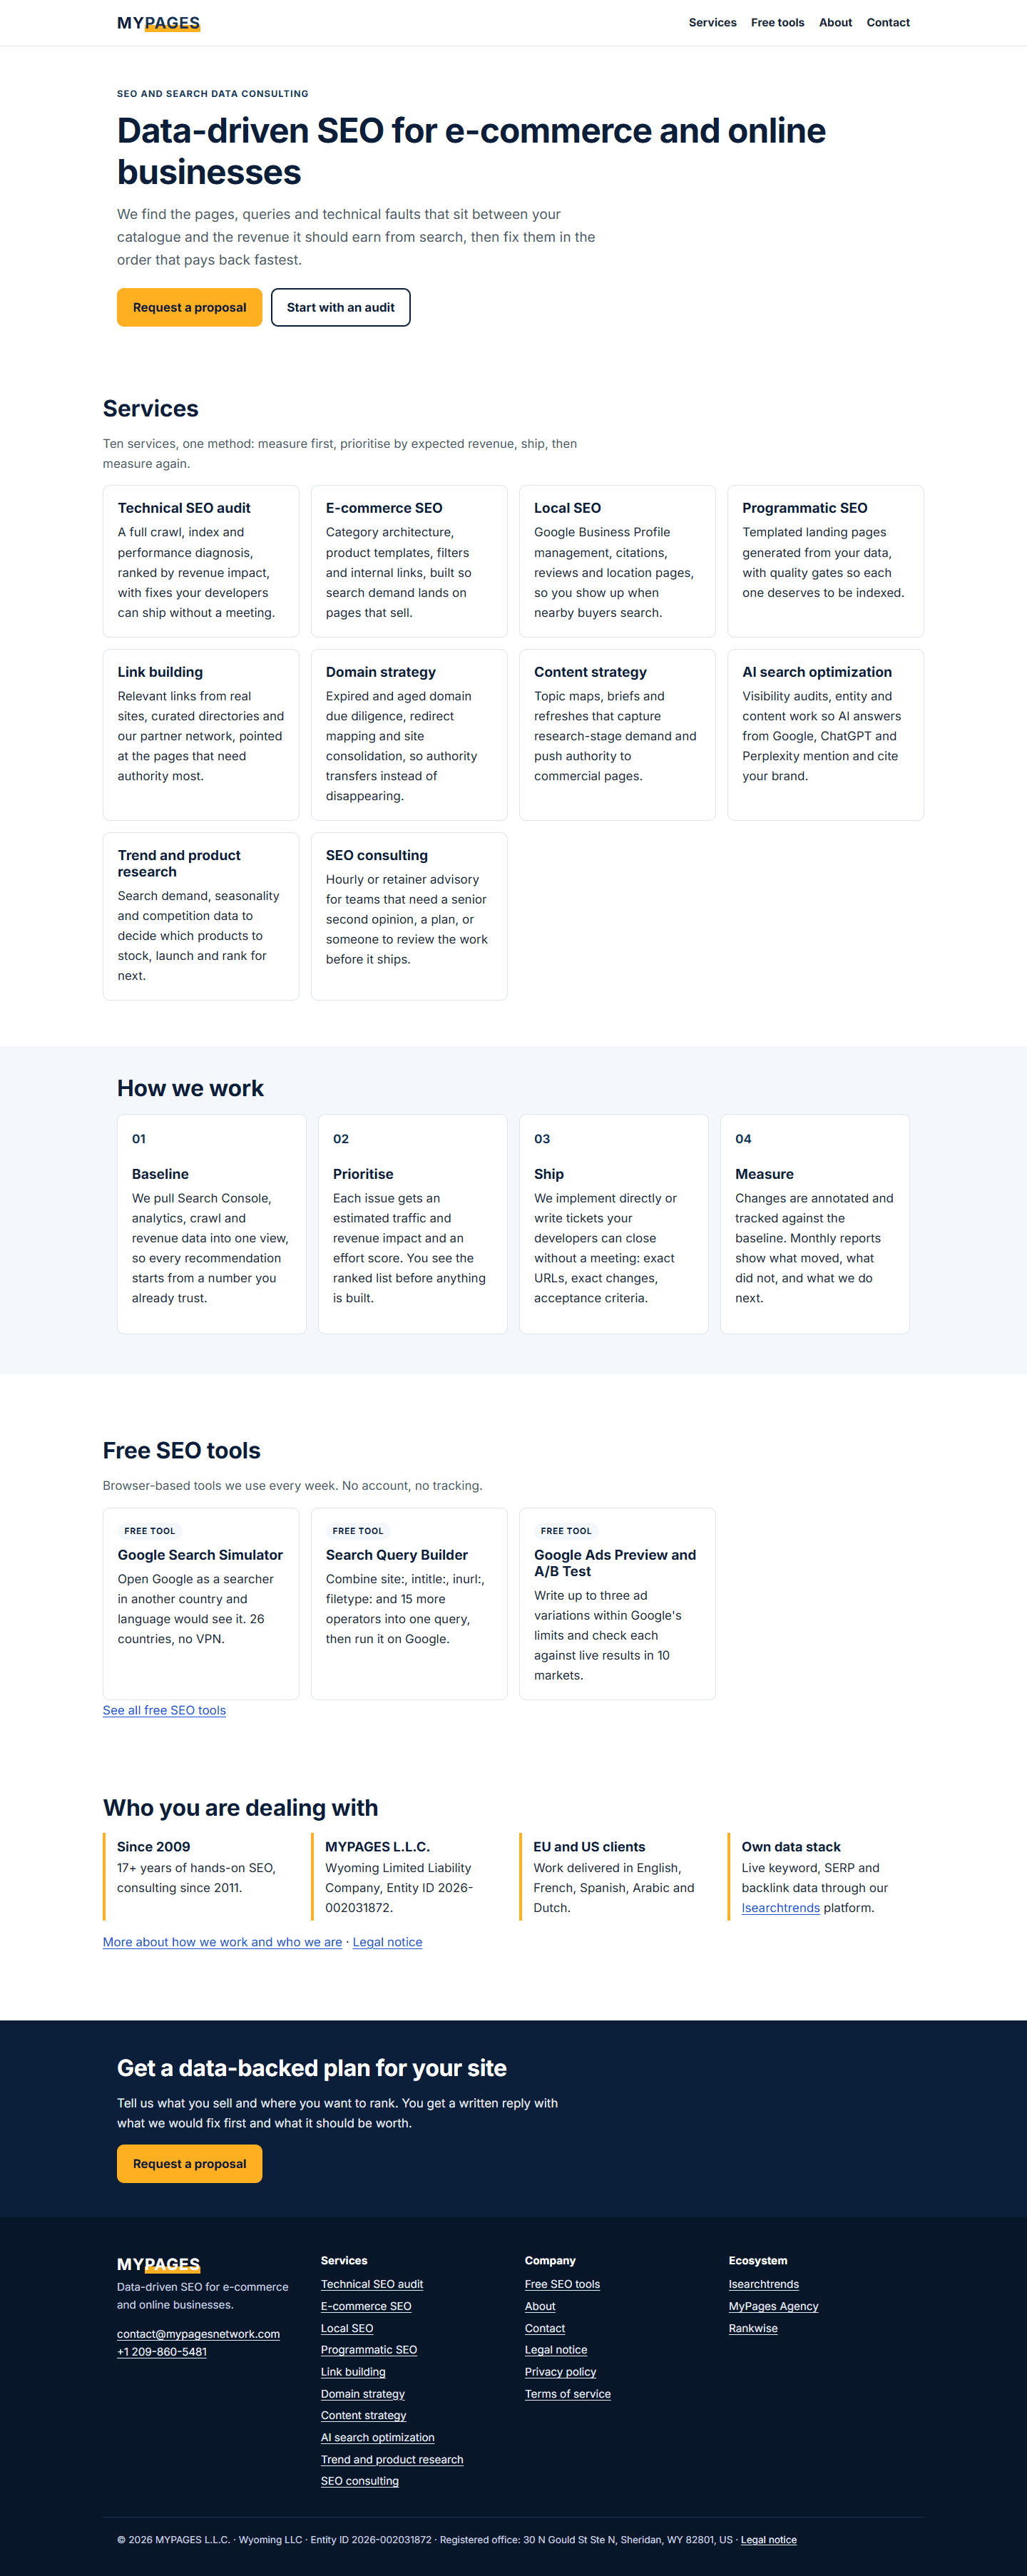 MYPAGES
Services Free tools About Contact
SEO AND SEARCH DATA CONSULTING
Data-driven SEO for e-commerce and online
businesses
We find the pages, queries and technical faults that sit between your
catalogue and the revenue it should earn from search, then fix them in the
order that pays back fastest.
Request a proposal Start with an audit
Services
Ten services, one method: measure first, prioritise by expected revenue, ship, then
measure again.
Technical SEO audit
A full crawl, index and
performance diagnosis,
ranked by revenue impact,
with fixes your developers
can ship without a meeting.
E-commerce SEO
Category architecture,
product templates, filters
and internal links, built so
search demand lands on
pages that sell.
Local SEO
Google Business Profile
management, citations,
reviews and location pages,
so you show up when
nearby buyers search.
Programmatic SEO
Templated landing pages
generated from your data,
with quality gates so each
one deserves to be indexed.
Link building
Relevant links from real
sites, curated directories and
our partner network, pointed
at the pages that need
authority most.
Domain strategy
Expired and aged domain
due diligence, redirect
mapping and site
consolidation, so authority
transfers instead of
disappearing.
Content strategy
Topic maps, briefs and
refreshes that capture
research-stage demand and
push authority to
commercial pages.
AI search optimization
Visibility audits, entity and
content work so AI answers
from Google, ChatGPT and
Perplexity mention and cite
your brand.
Trend and product
research
Search demand, seasonality
and competition data to
decide which products to
stock, launch and rank for
next.
SEO consulting
Hourly or retainer advisory
for teams that need a senior
second opinion, a plan, or
someone to review the work
before it ships.
How we work
01
Baseline
We pull Search Console,
analytics, crawl and
revenue data into one view,
so every recommendation
starts from a number you
already trust.
02
Prioritise
Each issue gets an
estimated traffic and
revenue impact and an
effort score. You see the
ranked list before anything
is built.
03
Ship
We implement directly or
write tickets your
developers can close
without a meeting: exact
URLs, exact changes,
acceptance criteria.
04
Measure
Changes are annotated and
tracked against the
baseline. Monthly reports
show what moved, what
did not, and what we do
next.
Free SEO tools
Browser-based tools we use every week. No account, no tracking.
FREE TOOL
Google Search Simulator
Open Google as a searcher
in another country and
language would see it. 26
countries, no VPN.
FREE TOOL
Search Query Builder
Combine site:, intitle:, inurl:,
filetype: and 15 more
operators into one query,
then run it on Google.
FREE TOOL
Google Ads Preview and
A/B Test
Write up to three ad
variations within Google's
limits and check each
against live results in 10
markets.
See all free SEO tools
Who you are dealing with
Since 2009
17+ years of hands-on SEO,
consulting since 2011.
MYPAGES L.L.C.
Wyoming Limited Liability
Company, Entity ID 2026-
002031872.
EU and US clients
Work delivered in English,
French, Spanish, Arabic and
Dutch.
Own data stack
Live keyword, SERP and
backlink data through our
Isearchtrends platform.
More about how we work and who we are · Legal notice
Get a data-backed plan for your site
Tell us what you sell and where you want to rank. You get a written reply with
what we would fix first and what it should be worth.
Request a proposal
MYPAGES
Data-driven SEO for e-commerce
and online businesses.
contact@mypagesnetwork.com
+1 209-860-5481
Services
Technical SEO audit
E-commerce SEO
Local SEO
Programmatic SEO
Link building
Domain strategy
Content strategy
AI search optimization
Trend and product research
SEO consulting
Company
Free SEO tools
About
Contact
Legal notice
Privacy policy
Terms of service
Ecosystem
Isearchtrends
MyPages Agency
Rankwise
© 2026 MYPAGES L.L.C. · Wyoming LLC · Entity ID 2026-002031872 · Registered office: 30 N Gould St Ste N, Sheridan, WY 82801, US · Legal notice